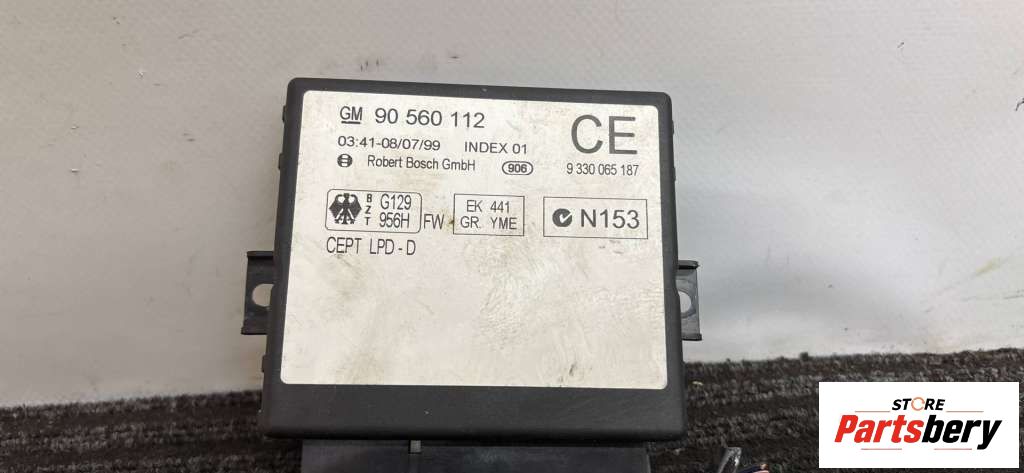 GM 90 560 112
CE
03:41-08/07/99 INDEX 01
Robert Bosch GmbH 906 9 330 065 187
BZT G129 956H FW
EK 441
GR. YME
N153
CEPT LPD - D
STORE
Partsbery